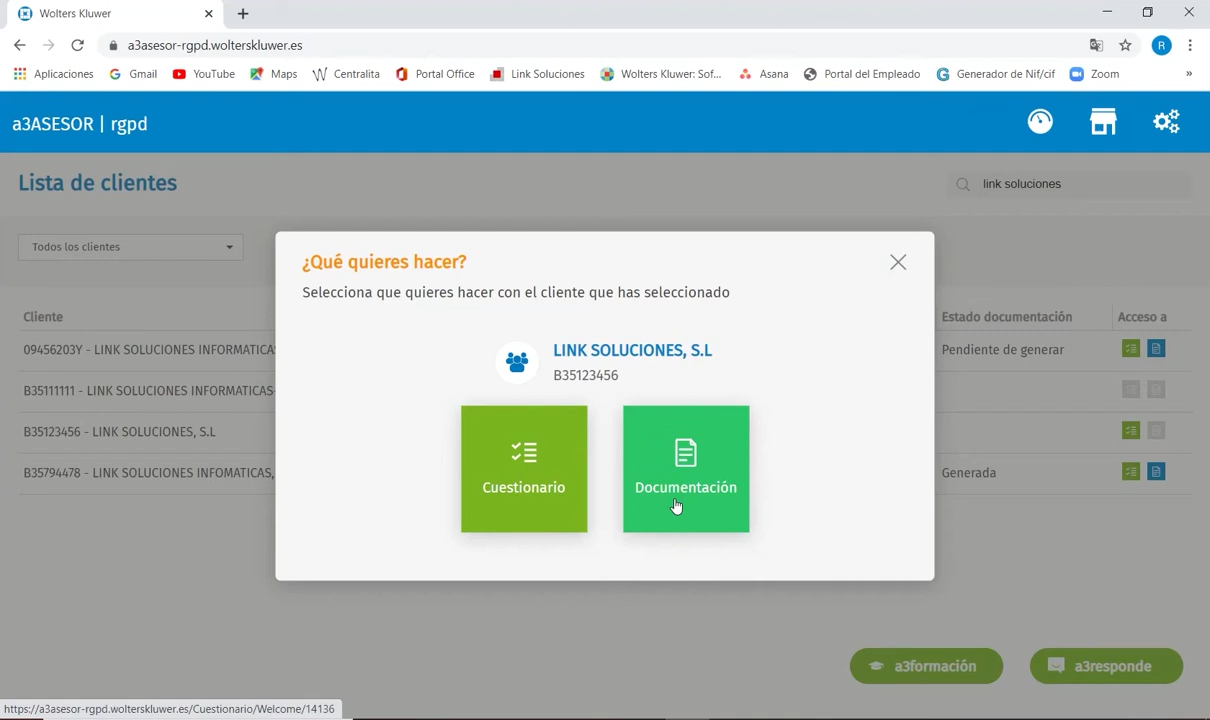 Wolters Kluwer
a3asesor-rgpd.wolterskluwer.es
R
Aplicaciones
Gmail
YouTube
Maps
Centralita
Portal Office
Link Soluciones
Wolters Kluwer: Sof...
Asana
Portal del Empleado
Generador de Nif/cif
Zoom
»
a3ASESOR | rgpd
Lista de clientes
link soluciones
Todos los clientes
¿Qué quieres hacer?
Selecciona que quieres hacer con el cliente que has seleccionado
LINK SOLUCIONES, S.L
B35123456
Cuestionario
Documentación
Cliente
Estado documentación
Acceso a
09456203Y - LINK SOLUCIONES INFORMATICA
Pendiente de generar
B35111111 - LINK SOLUCIONES INFORMATICAS
B35123456 - LINK SOLUCIONES, S.L
B35794478 - LINK SOLUCIONES INFOMATICAS,
Generada
a3formación
a3responde
https://a3asesor-rgpd.wolterskluwer.es/Cuestionario/Welcome/14136